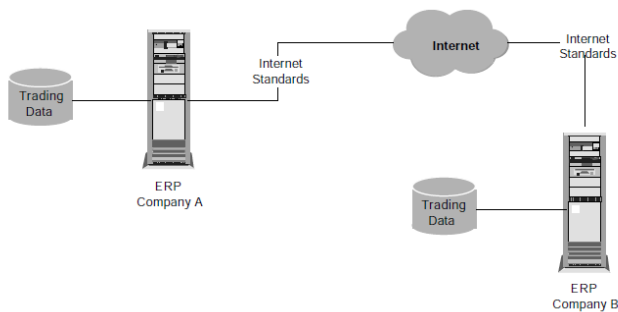 Internet
Internet
Standards
Internet
Standards
Trading
Data
ERP
Company A
Trading
Data
ERP
Company B